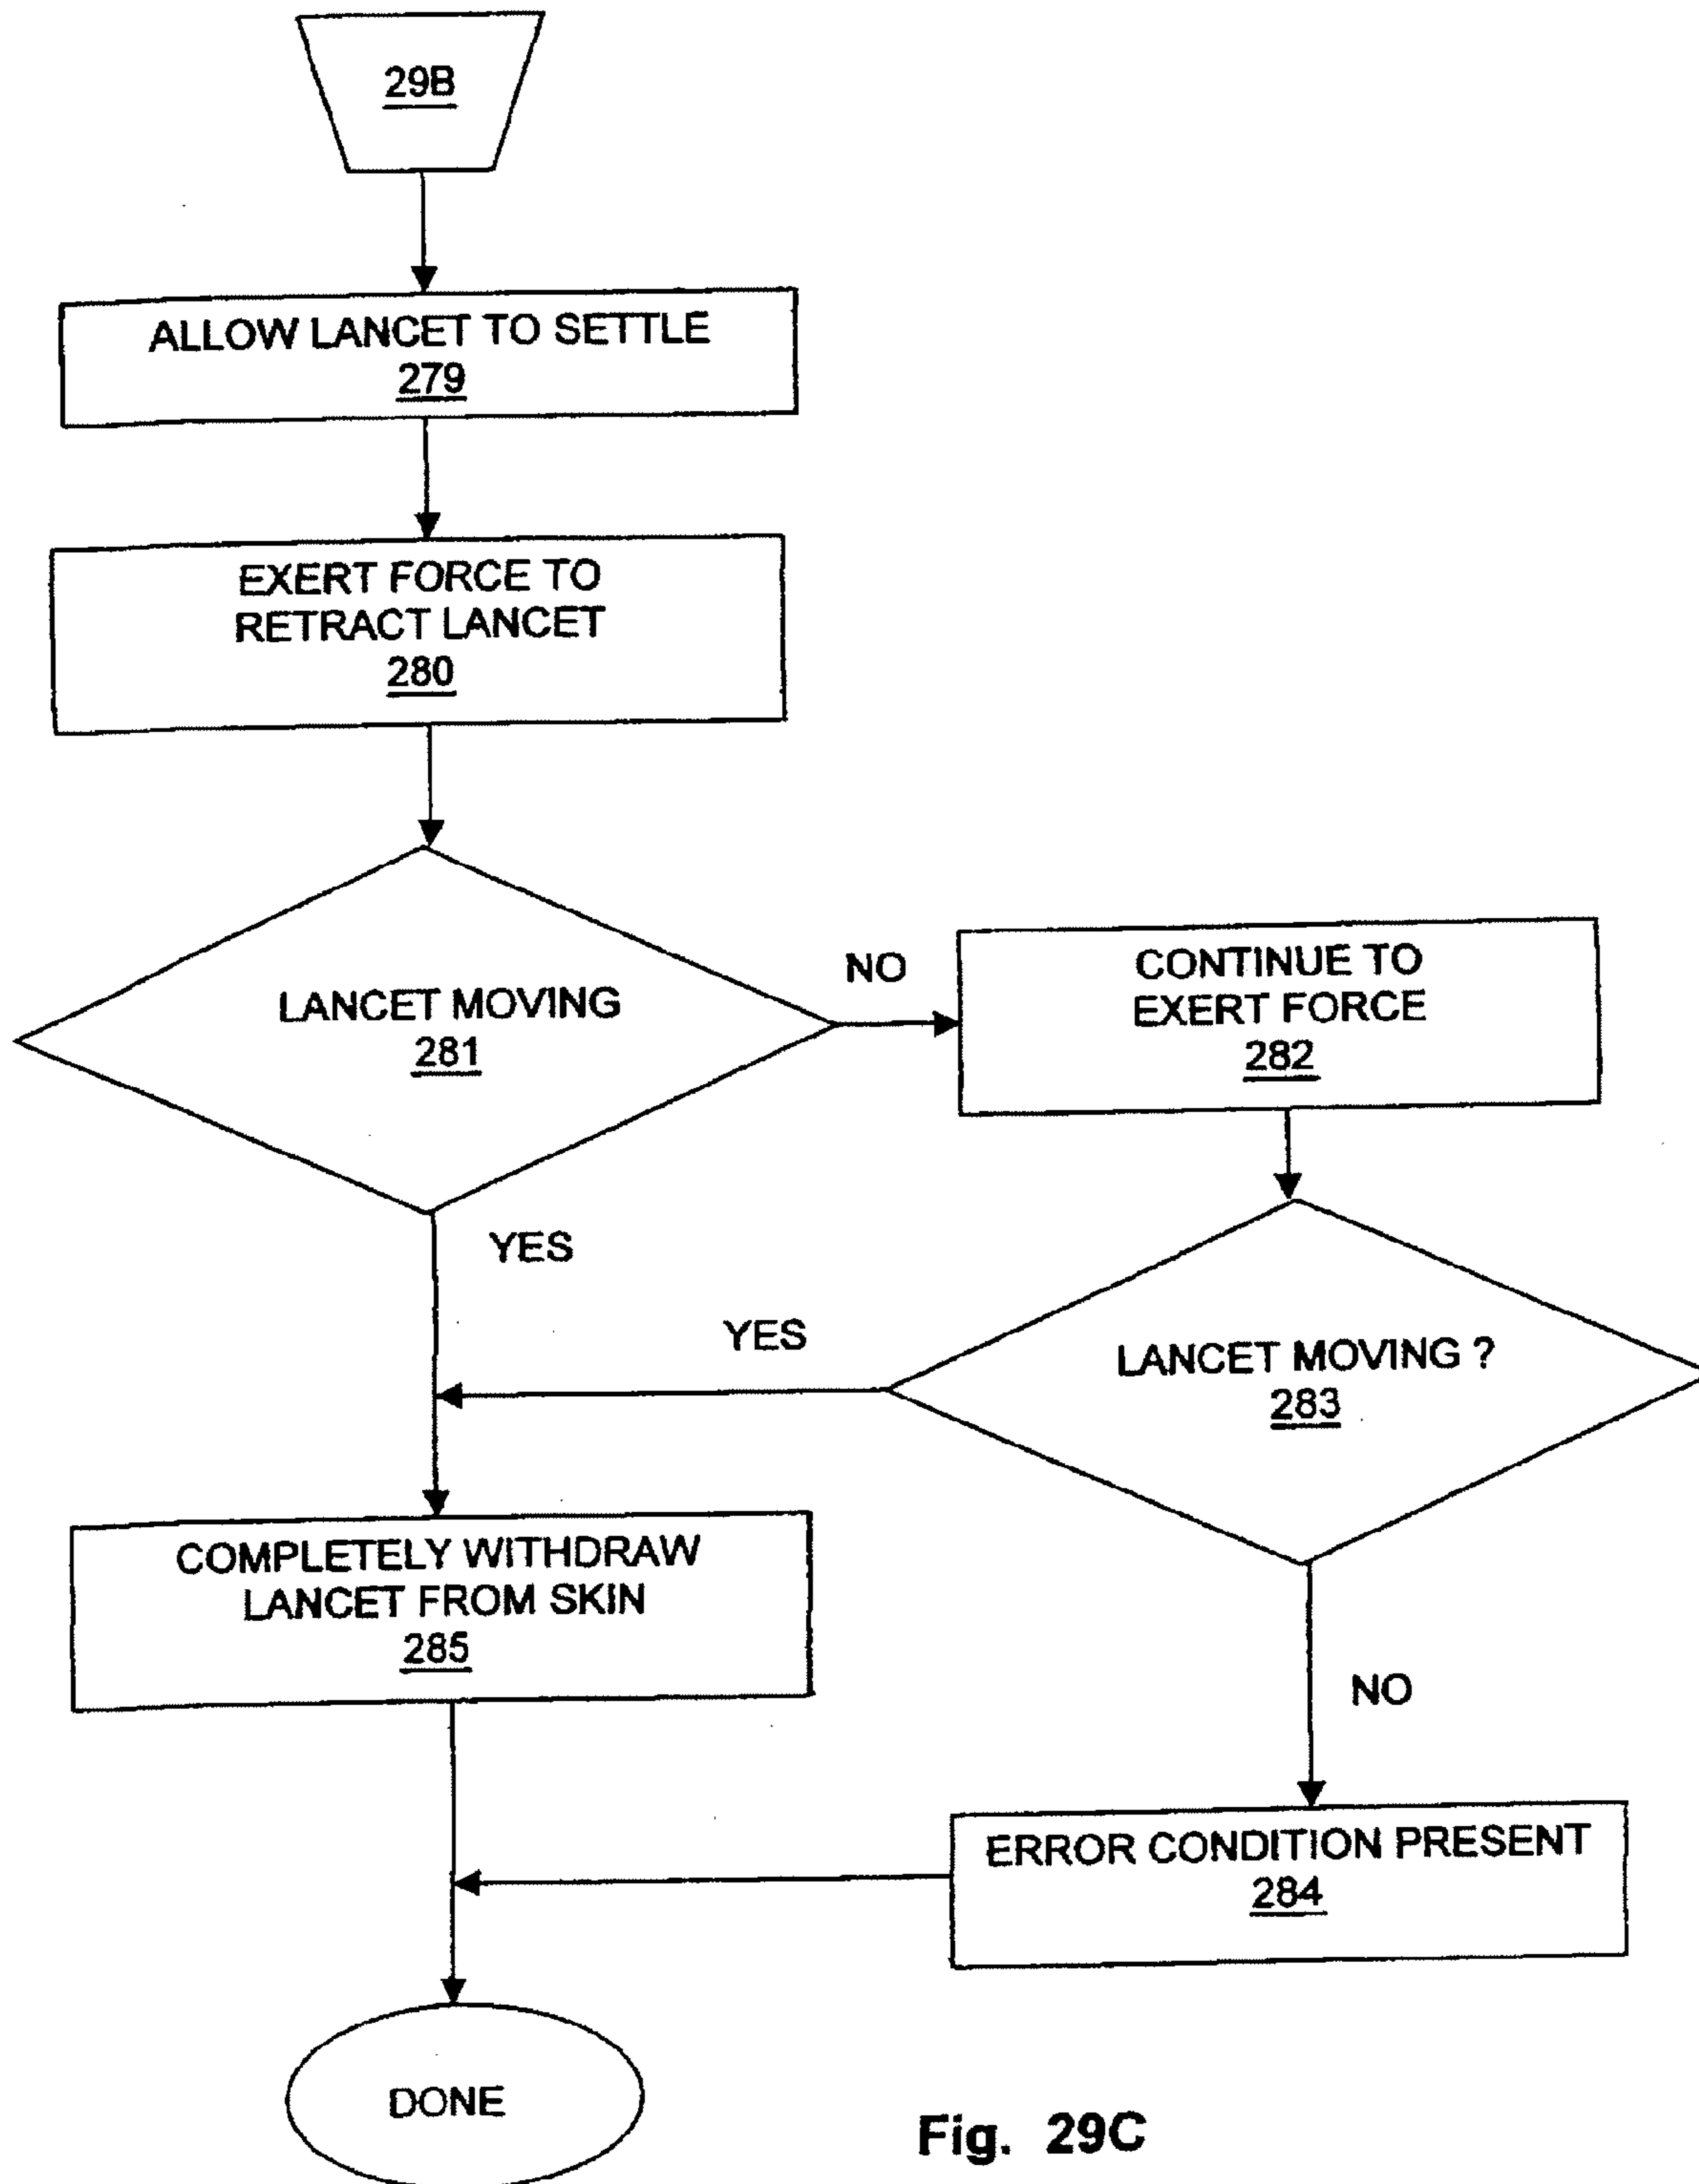 29B
ALLOW LANCET TO SETTLE
279
EXERT FORCE TO
RETRACT LANCET
280
LANCET MOVING
281
NO
CONTINUE TO
EXERT FORCE
282
YES
YES
LANCET MOVING ?
283
COMPLETELY WITHDRAW
LANCET FROM SKIN
285
NO
ERROR CONDITION PRESENT
284
DONE
Fig. 29C